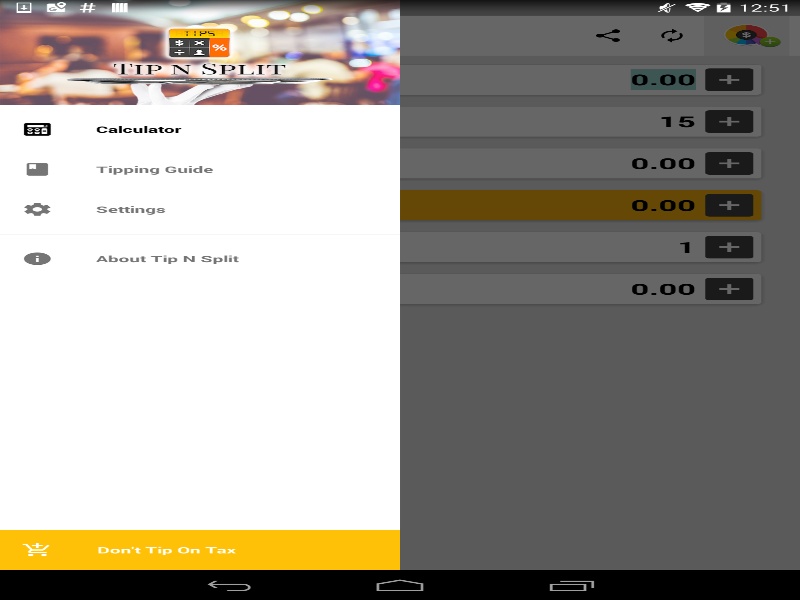 12:51
TIPS
%
TIP N SPLIT
0.00
Calculator
15
Tipping Guide
0.00
Settings
0.00
1
About Tip N Split
0.00
Don't Tip On Tax